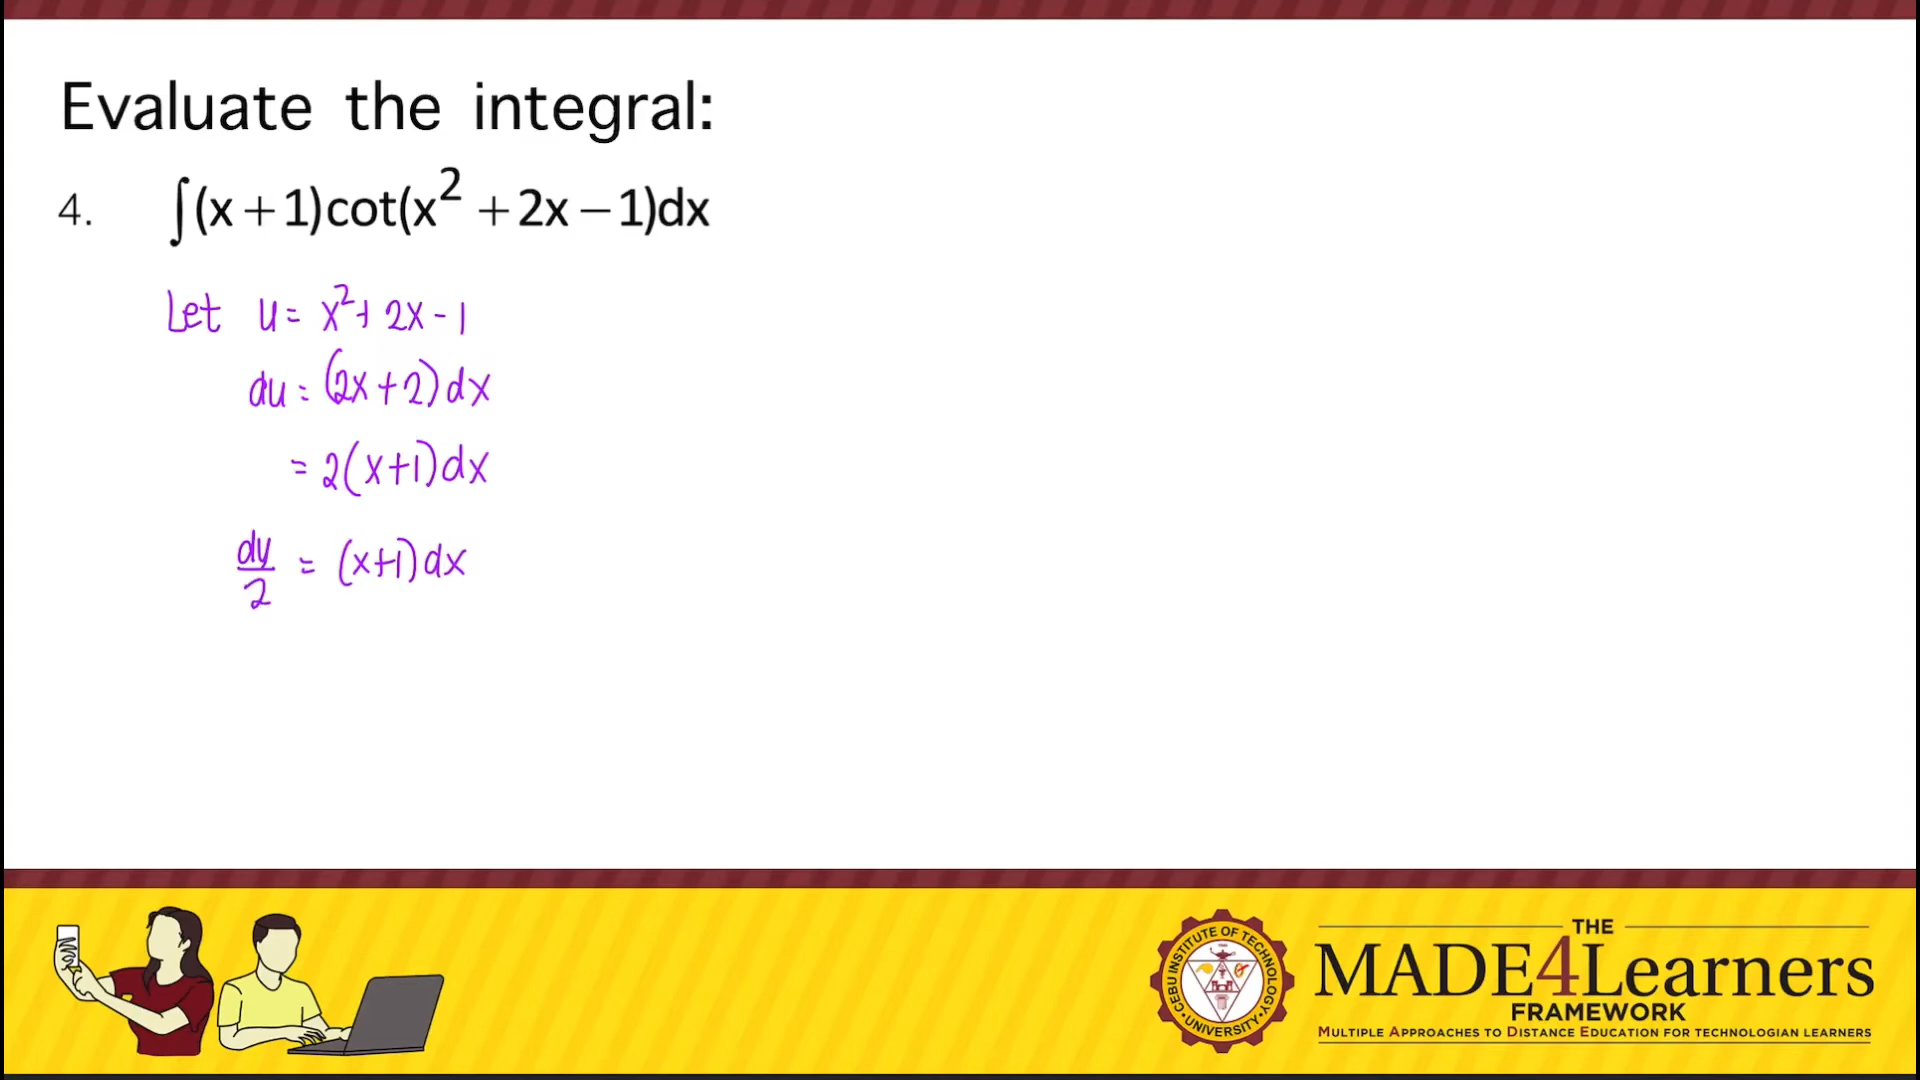 Evaluate the integral:
4. ∫(x+1)cot(x² +2x−1)dx
Let u = x²+ 2x - 1
du = (2x+2)dx
= 2(x+1)dx
du/2 = (x+1)dx
CEBU INSTITUTE OF TECHNOLOGY
• UNIVERSITY •
THE
MADE4Learners
FRAMEWORK
MULTIPLE APPROACHES TO DISTANCE EDUCATION FOR TECHNOLOGIAN LEARNERS